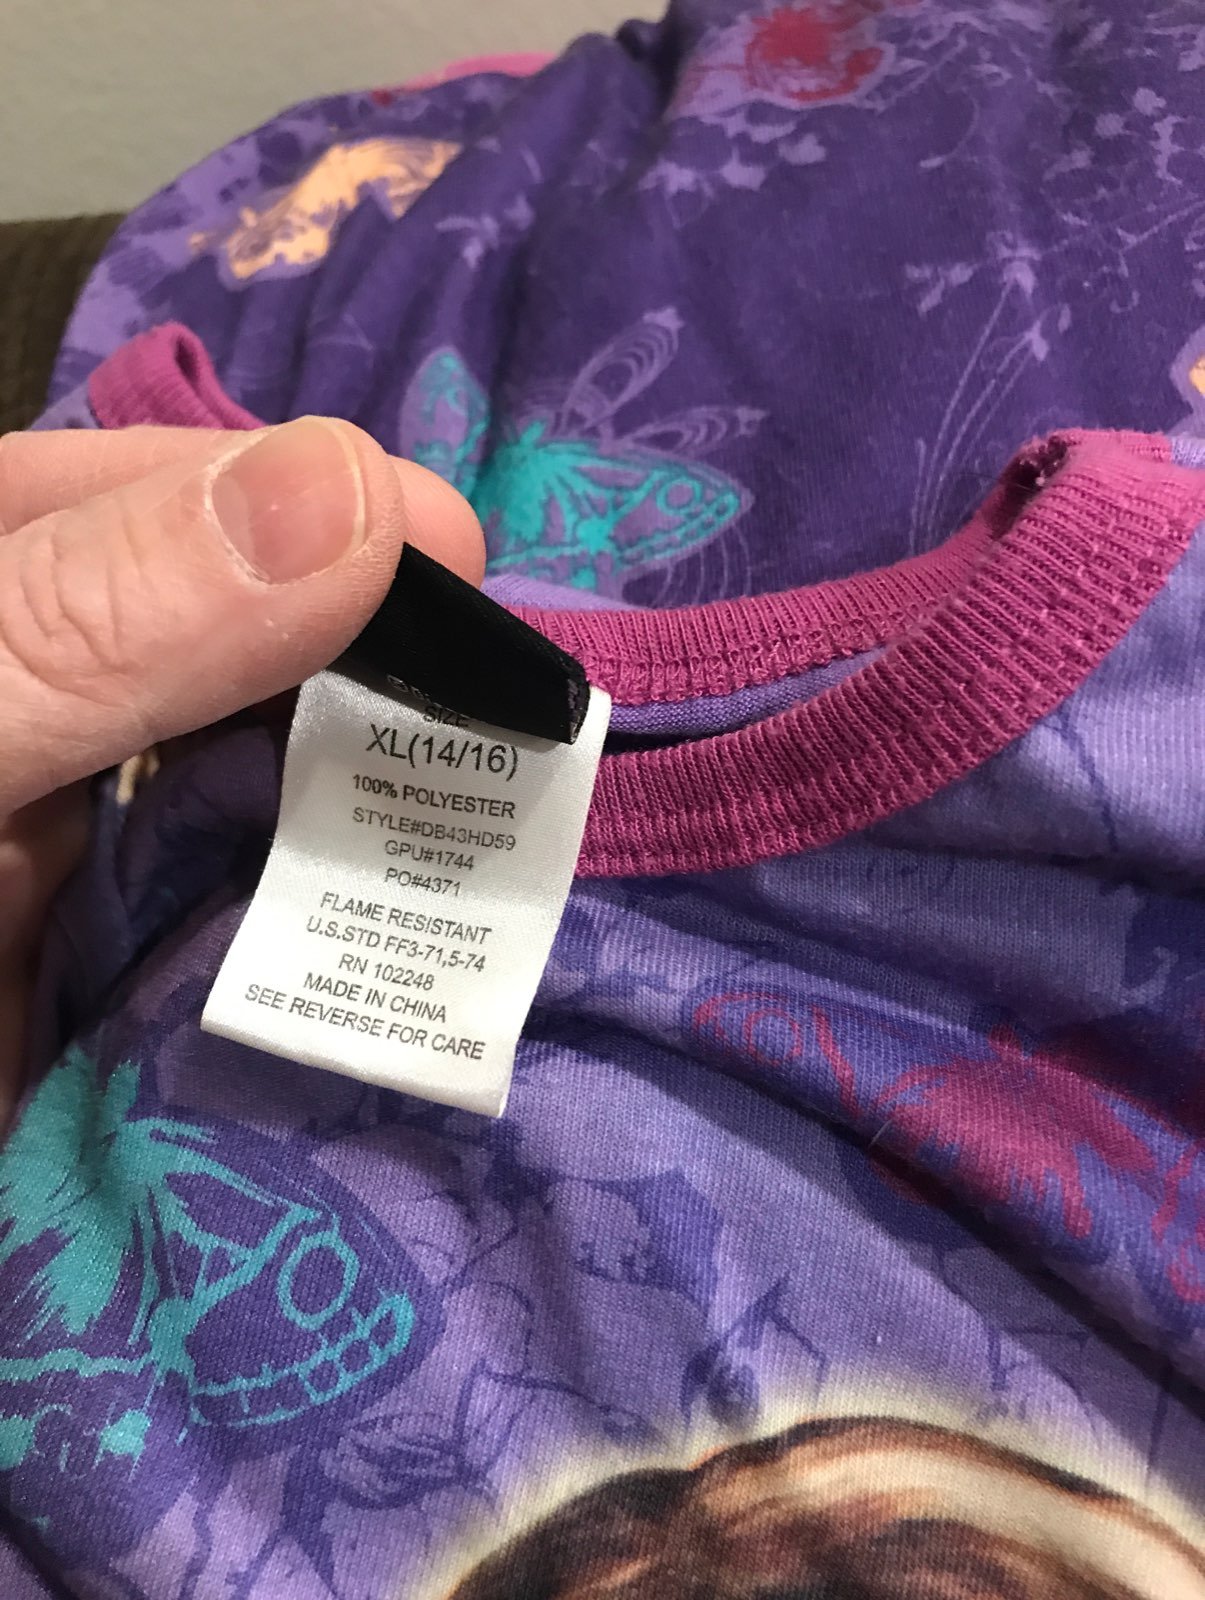 SIZE
XL(14/16)
100% POLYESTER
STYLE#DB43HD59
GPU#1744
PO#4371
FLAME RESISTANT
U.S.STD FF3-71,5-74
RN 102248
MADE IN CHINA
SEE REVERSE FOR CARE